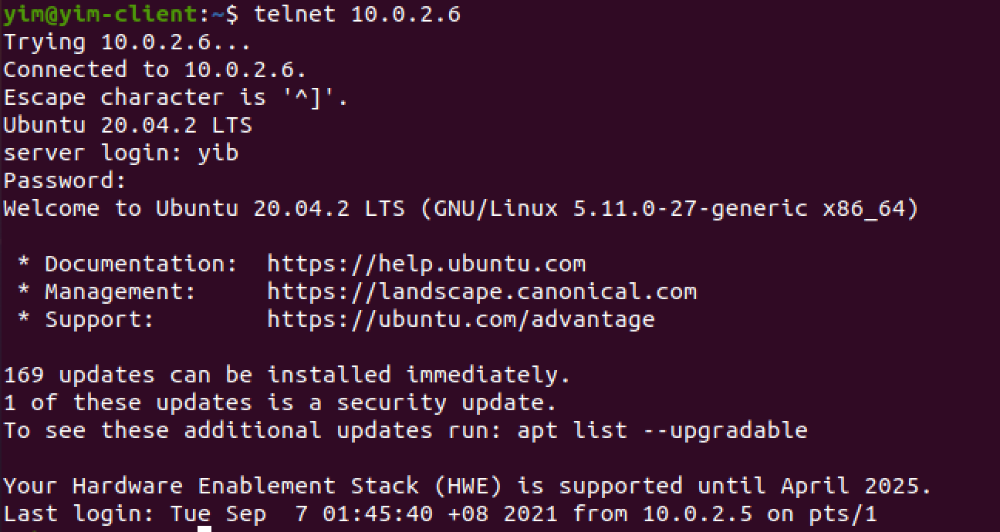 yim@yim-client:~$ telnet 10.0.2.6
Trying 10.0.2.6...
Connected to 10.0.2.6.
Escape character is '^]'.
Ubuntu 20.04.2 LTS
server login: yib
Password:
Welcome to Ubuntu 20.04.2 LTS (GNU/Linux 5.11.0-27-generic x86_64)
* Documentation:  https://help.ubuntu.com
* Management:     https://landscape.canonical.com
* Support:        https://ubuntu.com/advantage
169 updates can be installed immediately.
1 of these updates is a security update.
To see these additional updates run: apt list --upgradable
Your Hardware Enablement Stack (HWE) is supported until April 2025.
Last login: Tue Sep  7 01:45:40 +08 2021 from 10.0.2.5 on pts/1